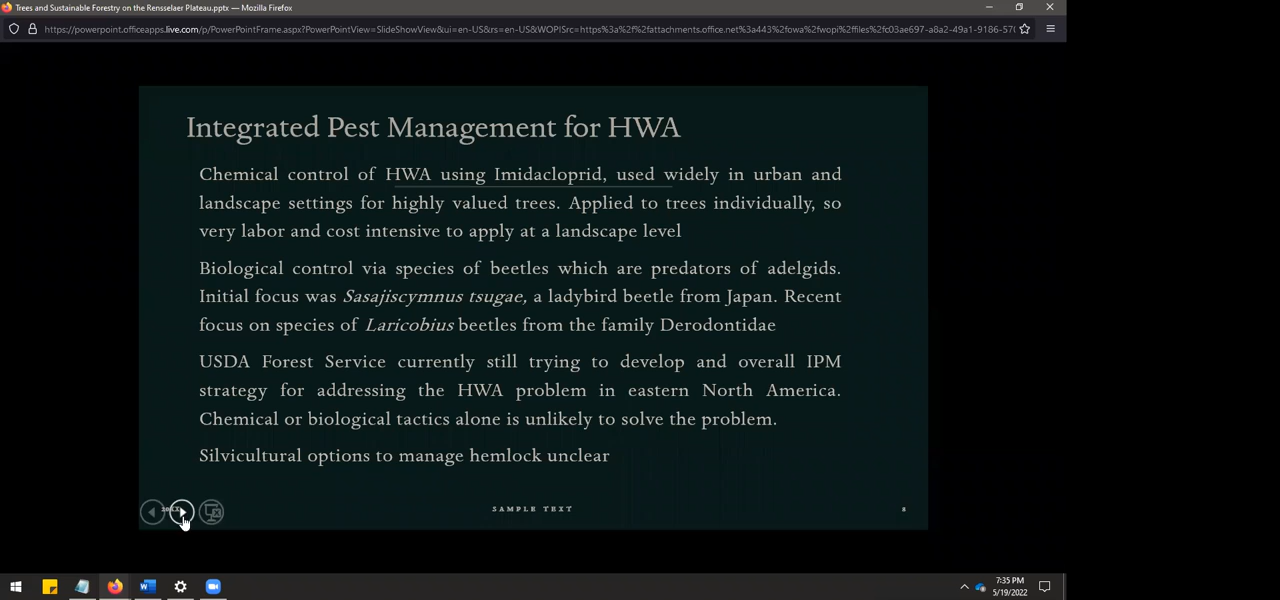 Trees and Sustainable Forestry on the Rensselaer Plateau.pptx — Mozilla Firefox
https://powerpoint.officeapps.live.com/p/PowerPointFrame.aspx?PowerPointView=SlideShowView&ui=en-US&rs=en-US&WOPISrc=https%3a%2f%2fattachments.office.net%3a443%2fowa%2fwopi%2ffiles%2fc03ae697-a8a2-49a1-9186-570
Integrated Pest Management for HWA
Chemical control of HWA using Imidacloprid, used widely in urban and
landscape settings for highly valued trees. Applied to trees individually, so
very labor and cost intensive to apply at a landscape level
Biological control via species of beetles which are predators of adelgids.
Initial focus was Sasajiscymnus tsugae, a ladybird beetle from Japan. Recent
focus on species of Laricobius beetles from the family Derodontidae
USDA Forest Service currently still trying to develop and overall IPM
strategy for addressing the HWA problem in eastern North America.
Chemical or biological tactics alone is unlikely to solve the problem.
Silvicultural options to manage hemlock unclear
SAMPLE TEXT
8
7:35 PM
5/19/2022